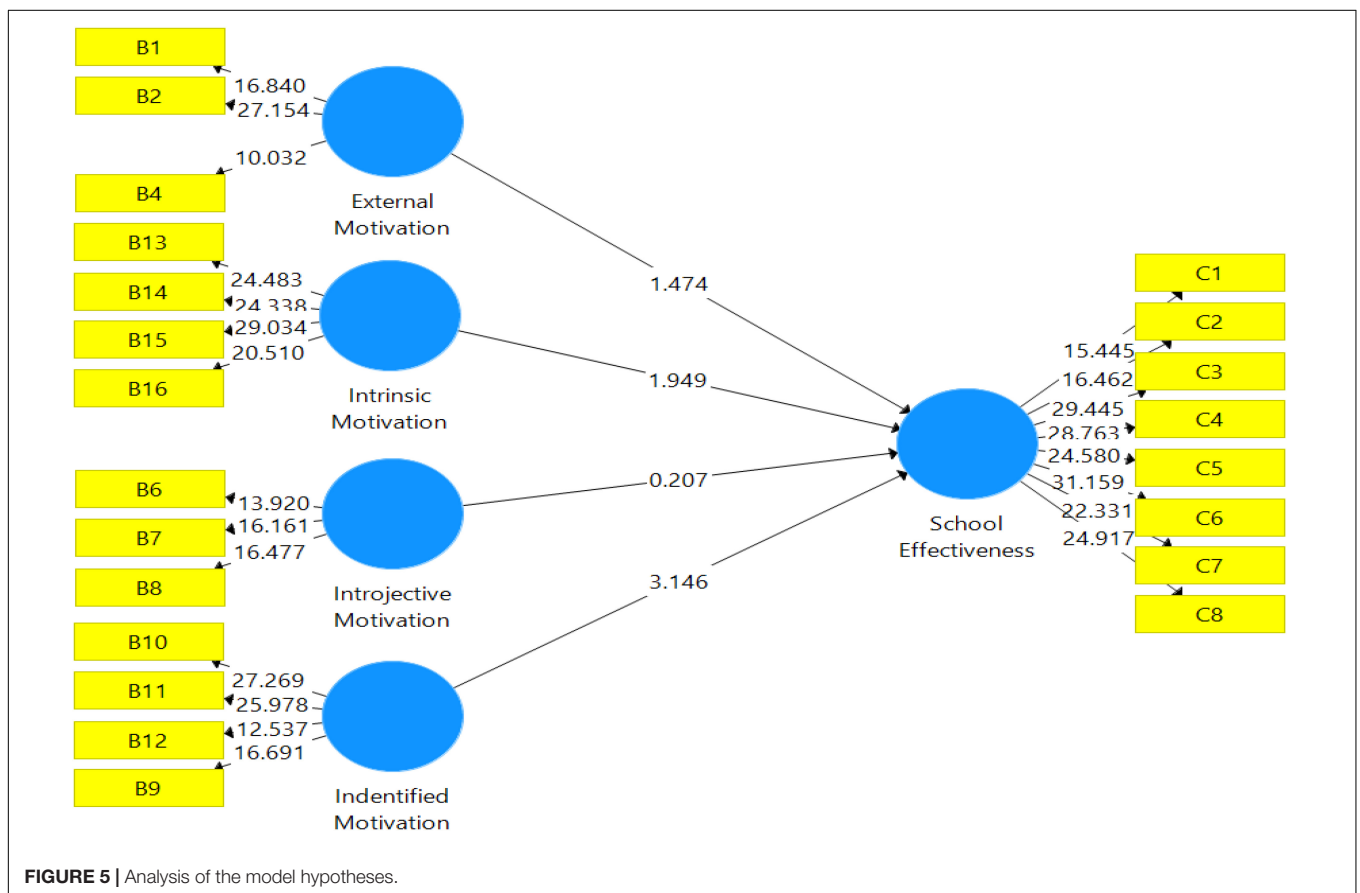 B1
16.840
B2
27.154
10.032
B4
External
Motivation
B13
24.483
B14
24.338
B15
29.034
20.510
B16
Intrinsic
Motivation
B6
13.920
B7
16.161
16.477
B8
Introjective
Motivation
B10
27.269
B11
25.978
B12
12.537
16.691
B9
Indentified
Motivation
1.474
1.949
0.207
3.146
School
Effectiveness
C1
15.445
C2
16.462
C3
29.445
C4
28.763
24.580
C5
31.159
C6
22.331
24.917
C7
C8
FIGURE 5 | Analysis of the model hypotheses.